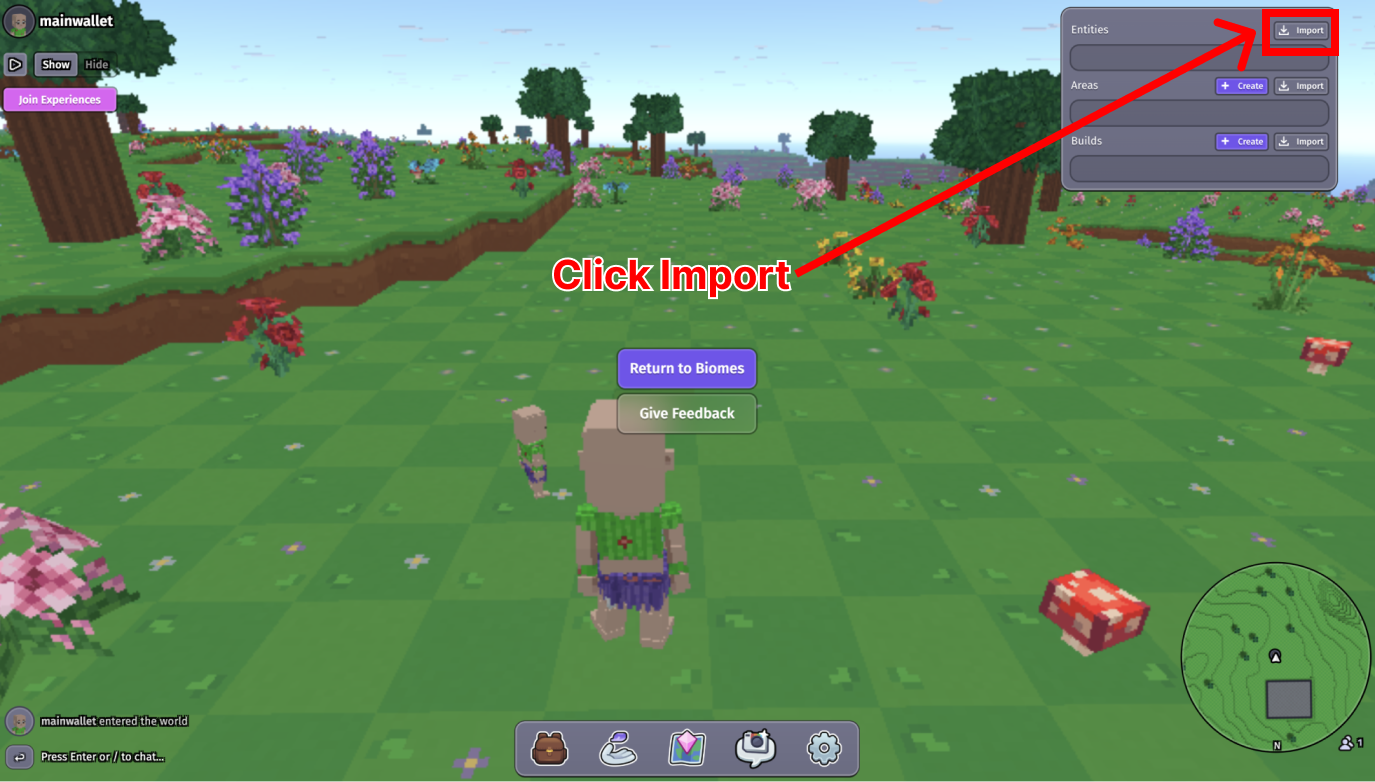 mainwallet
Entities
Import
Show Hide
Areas
Create Import
Join Experiences
Builds
Create Import
Click Import
Return to Biomes
Give Feedback
mainwallet entered the world
Press Enter or / to chat...
N
1